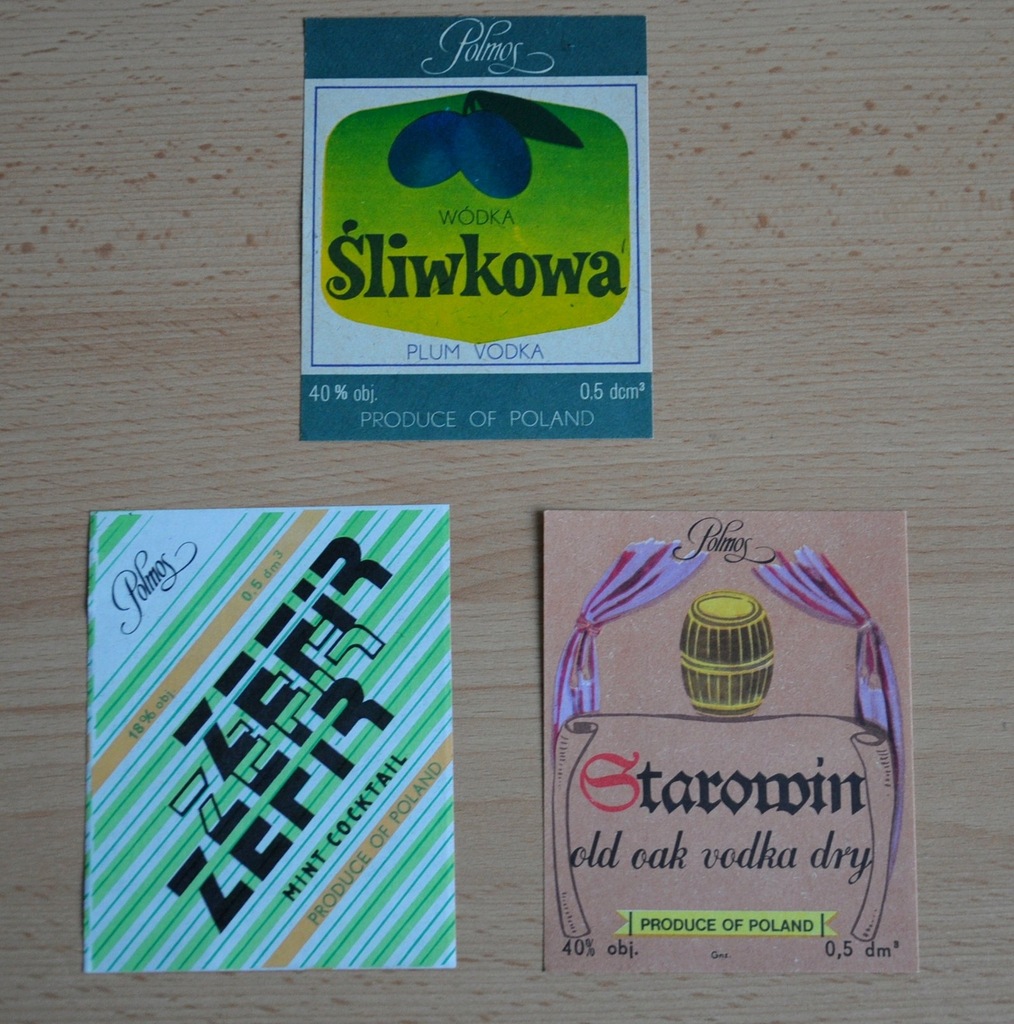 Polmos
WÓDKA
Śliwkowa
PLUM VODKA
40% obj.
0,5 dcm³
PRODUCE OF POLAND
Polmos
0,5 dm³
18% obj
ZEFIR
ZEFIR
ZEFIR
MINT COCKTAIL
PRODUCE OF POLAND
Polmos
Starowin
old oak vodka dry
PRODUCE OF POLAND
40% obj.
0,5 dm³